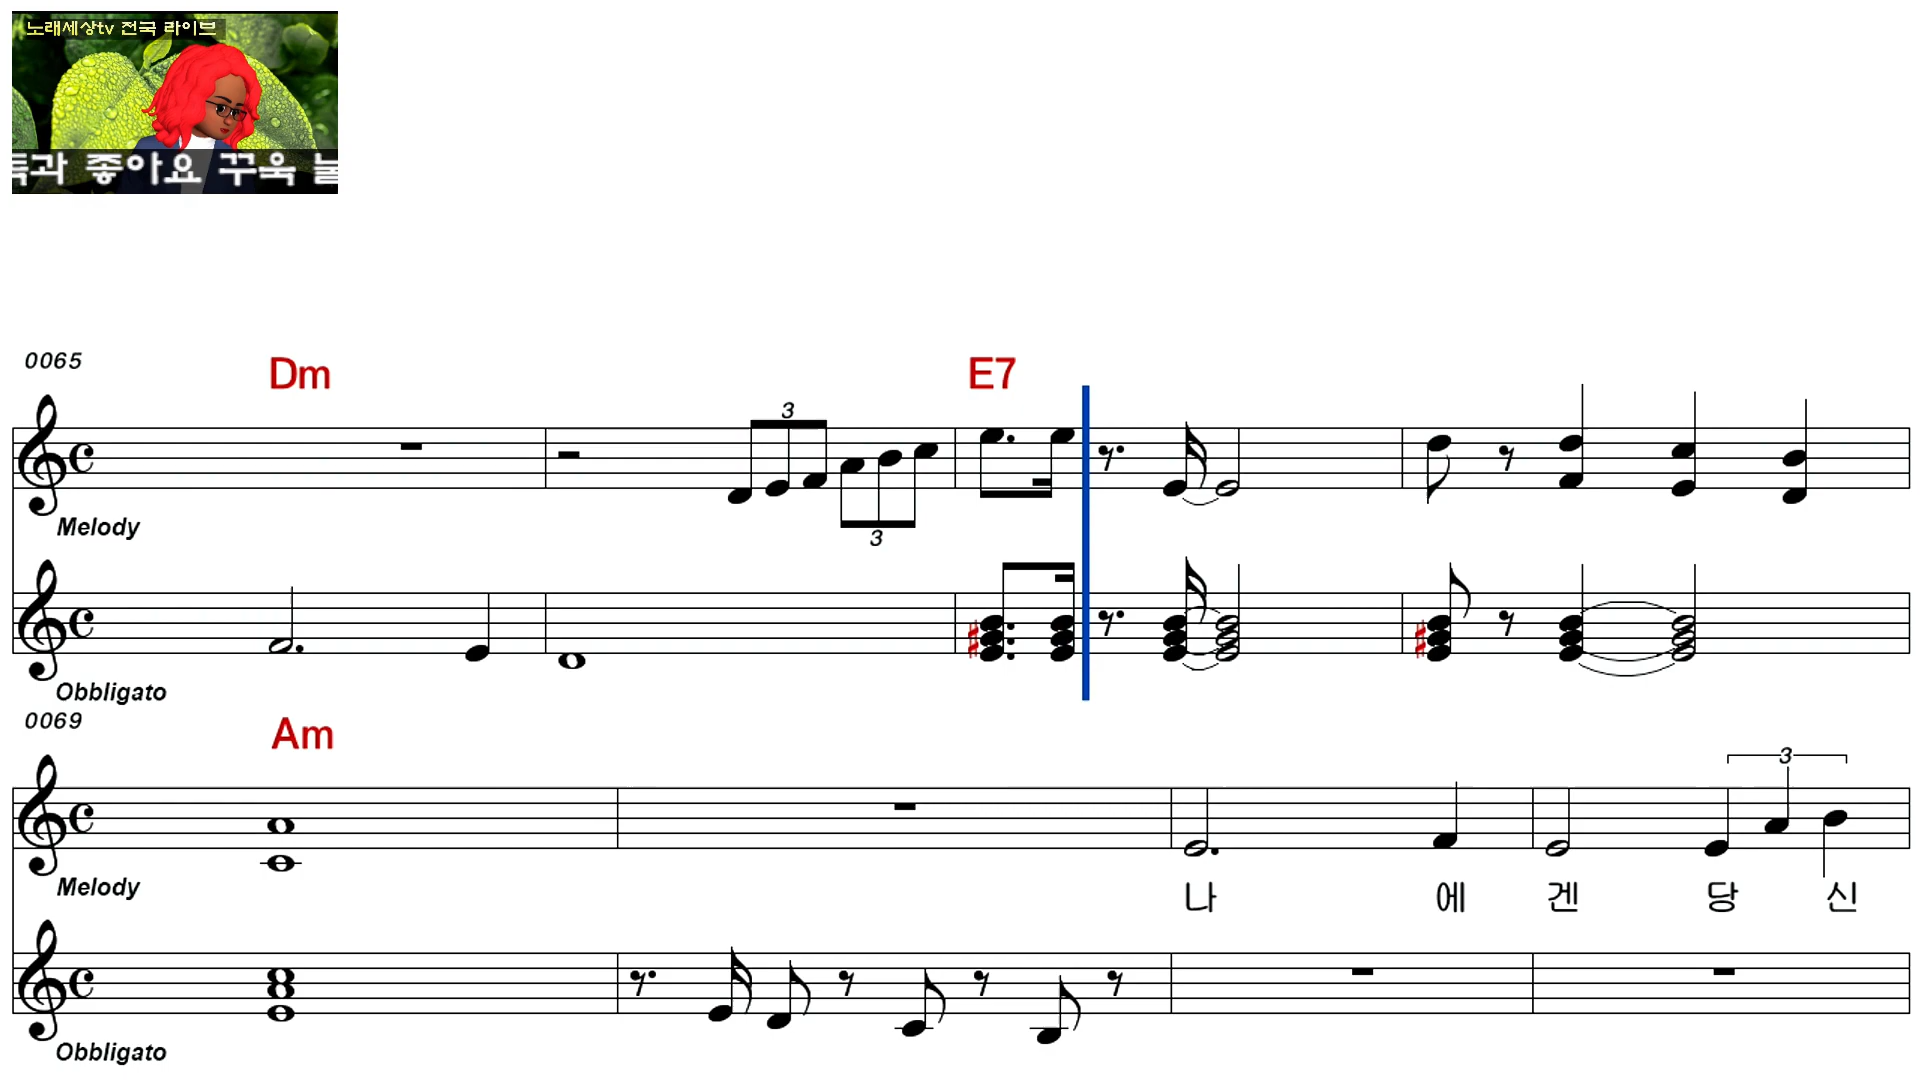 노래세상tv 전국 라이브
좋아요 꾸욱
0065
Dm
E7
3
Melody
3
Obbligato
0069
Am
3
Melody
나 에 겐 당 신
Obbligato